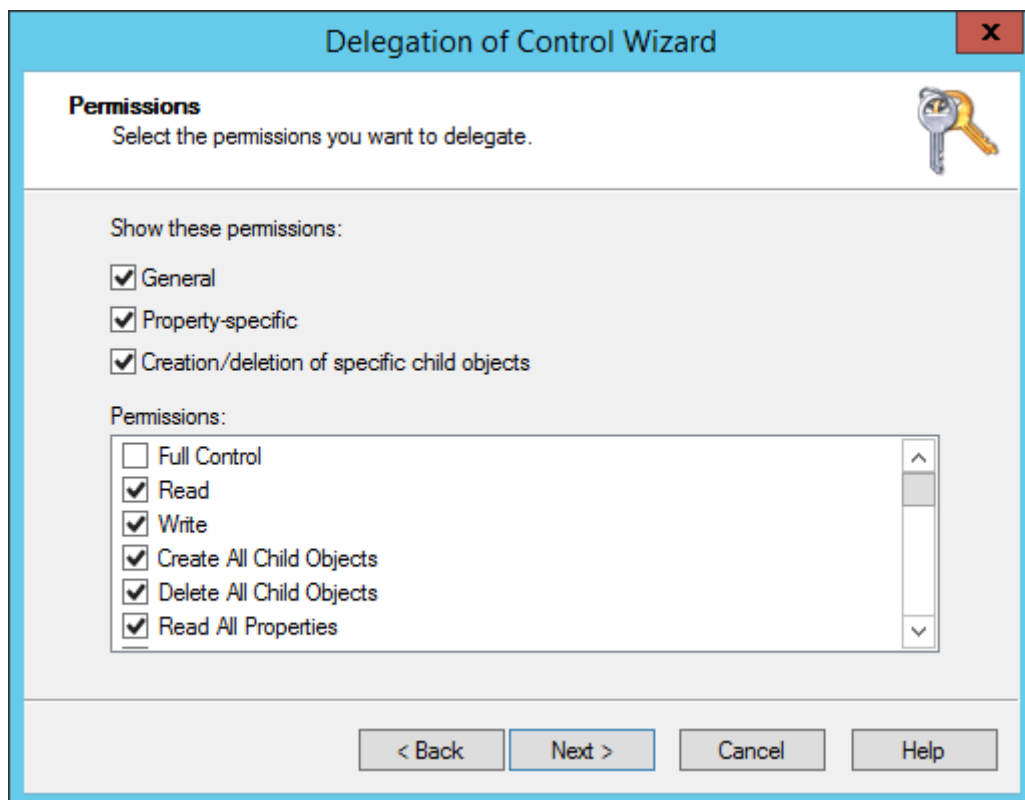 Delegation of Control Wizard
x
Permissions
Select the permissions you want to delegate.
Show these permissions:
General
Property-specific
Creation/deletion of specific child objects
Permissions:
Full Control
Read
Write
Create All Child Objects
Delete All Child Objects
Read All Properties
< Back Next > Cancel Help